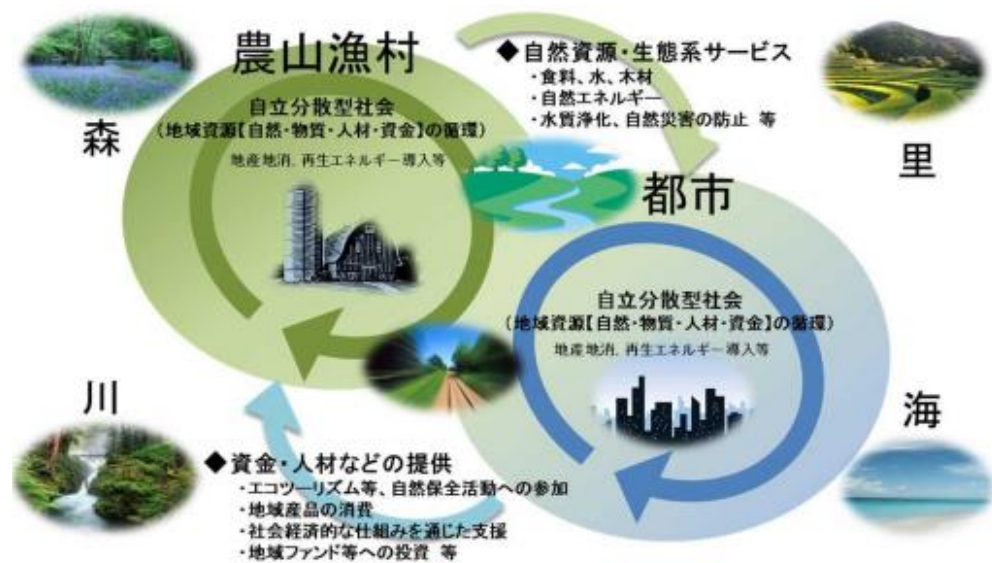 農山漁村
自立分散型社会
(地域資源【自然・物質・人材・資金】の循環)
地産地消、再生エネルギー導入等
森
◆自然資源・生態系サービス
・食料、水、木材
・自然エネルギー
・水質浄化、自然災害の防止 等
里
都市
自立分散型社会
(地域資源【自然・物質・人材・資金】の循環)
地産地消、再生エネルギー導入等
川
◆資金・人材などの提供
・エコツーリズム等、自然保全活動への参加
・地域産品の消費
・社会経済的な仕組みを通じた支援
・地域ファンド等への投資 等
海